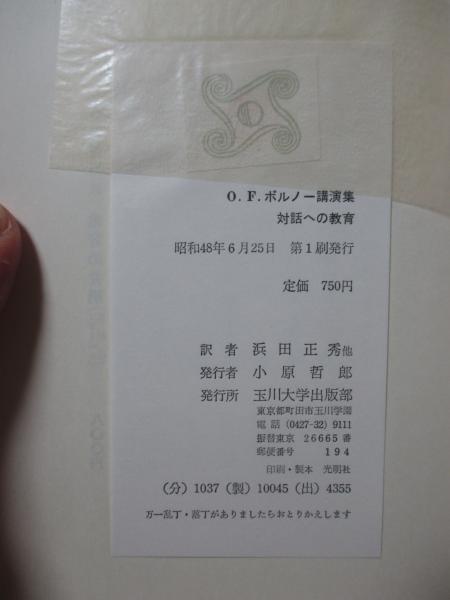 O. F. ボルノー講演集
対話への教育
昭和48年6月25日 第1刷発行
定価 750円
訳者 浜田正秀他
発行者 小原哲郎
発行所 玉川大学出版部
東京都町田市玉川学園
電話 (0427-32) 9111
振替東京 26665番
郵便番号 194
印刷・製本 光明社
(分) 1037 (製) 10045 (出) 4355
万一乱丁・落丁がありましたらおとりかえします